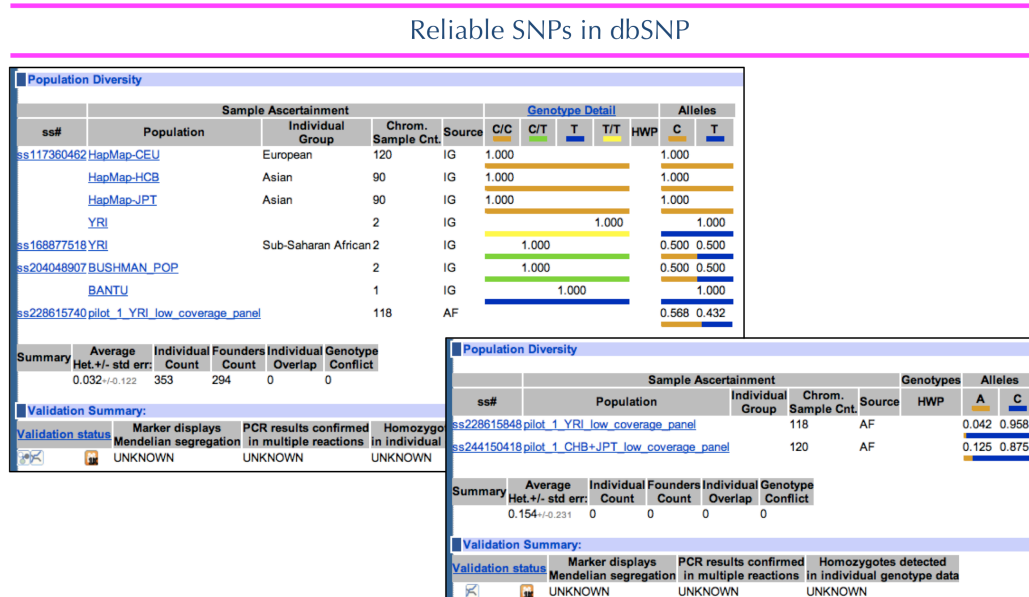 Reliable SNPs in dbSNP
Population Diversity
Sample Ascertainment Genotype Detail Alleles
ss# Population Individual Group Chrom. Sample Cnt. Source C/C C/T T T/T HWP C T
ss117360462 HapMap-CEU European 120 IG 1.000 1.000
HapMap-HCB Asian 90 IG 1.000 1.000
HapMap-JPT Asian 90 IG 1.000 1.000
YRI 2 IG 1.000 1.000
ss168877518 YRI Sub-Saharan African 2 IG 1.000 0.500 0.500
ss204048907 BUSHMAN_POP 2 IG 1.000 0.500 0.500
BANTU 1 IG 1.000 1.000
ss228615740 pilot_1_YRI_low_coverage_panel 118 AF 0.568 0.432
Summary Average Het.+/- std err: Individual Count Founders Count Individual Overlap Genotype Conflict
0.032+/-0.122 353 294 0 0
Validation Summary:
Validation status Marker displays Mendelian segregation PCR results confirmed in multiple reactions Homozygo in individual
UNKNOWN UNKNOWN UNKNOWN
Population Diversity
Sample Ascertainment Genotypes Alleles
ss# Population Individual Group Chrom. Sample Cnt. Source HWP A C
ss228615848 pilot_1_YRI_low_coverage_panel 118 AF 0.042 0.958
ss244150418 pilot_1_CHB+JPT_low_coverage_panel 120 AF 0.125 0.875
Summary Average Het.+/- std err: Individual Count Founders Count Individual Overlap Genotype Conflict
0.154+/-0.231 0 0 0 0
Validation Summary:
Validation status Marker displays Mendelian segregation PCR results confirmed in multiple reactions Homozygotes detected in individual genotype data
UNKNOWN UNKNOWN UNKNOWN